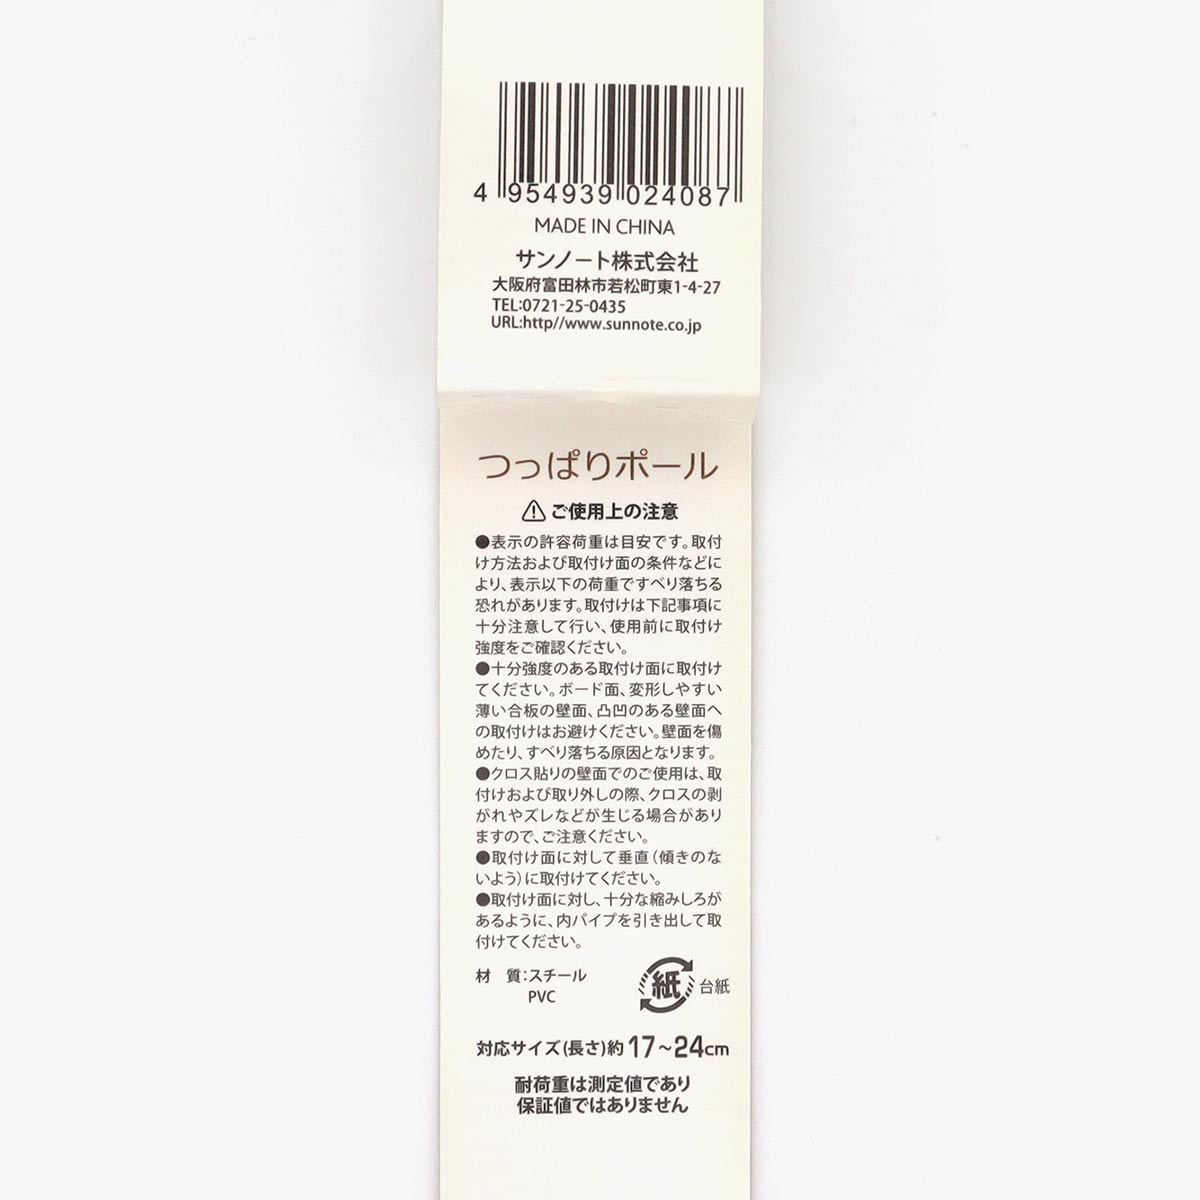 4 954939 024087
MADE IN CHINA
サンノート株式会社
大阪府富田林市若松町東1-4-27
TEL:0721-25-0435
URL:http//www.sunnote.co.jp
つっぱりポール
⚠ご使用上の注意
●表示の許容荷重は目安です。取付
け方法および取付け面の条件などに
より、表示以下の荷重ですべり落ちる
恐れがあります。取付けは下記事項に
十分注意して行い、使用前に取付け
強度をご確認ください。
●十分強度のある取付け面に取付け
てください。ボード面、変形しやすい
薄い合板の壁面、凸凹のある壁面へ
の取付けはお避けください。壁面を傷
めたり、すべり落ちる原因となります。
●クロス貼りの壁面でのご使用は、取
付けおよび取り外しの際、クロスの剥
がれやズレなどが生じる場合があり
ますので、ご注意ください。
●取付け面に対して垂直(傾きのな
いよう)に取付けてください。
●取付け面に対し、十分な縮みしろが
あるように、内パイプを引き出して取
付けてください。
材　質:スチール
PVC
紙 台紙
対応サイズ(長さ)約17~24cm
耐荷重は測定値であり
保証値ではありません